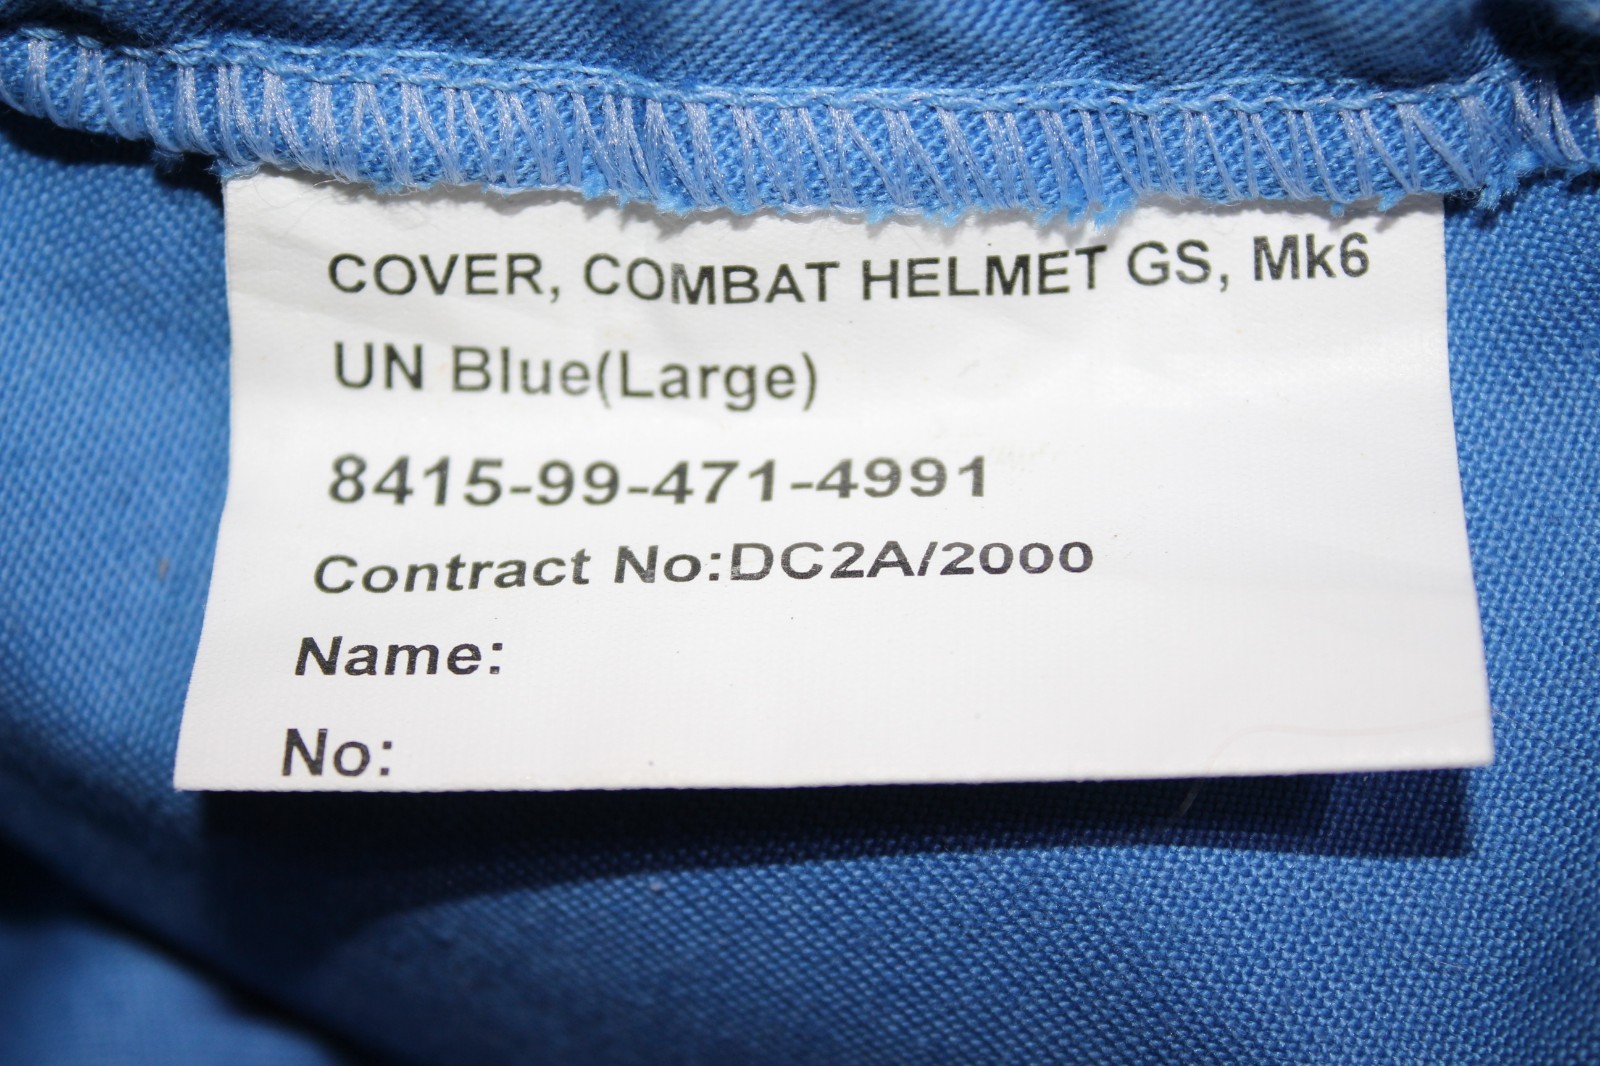 COVER, COMBAT HELMET GS, Mk6
UN Blue(Large)
8415-99-471-4991
Contract No:DC2A/2000
Name:
No: